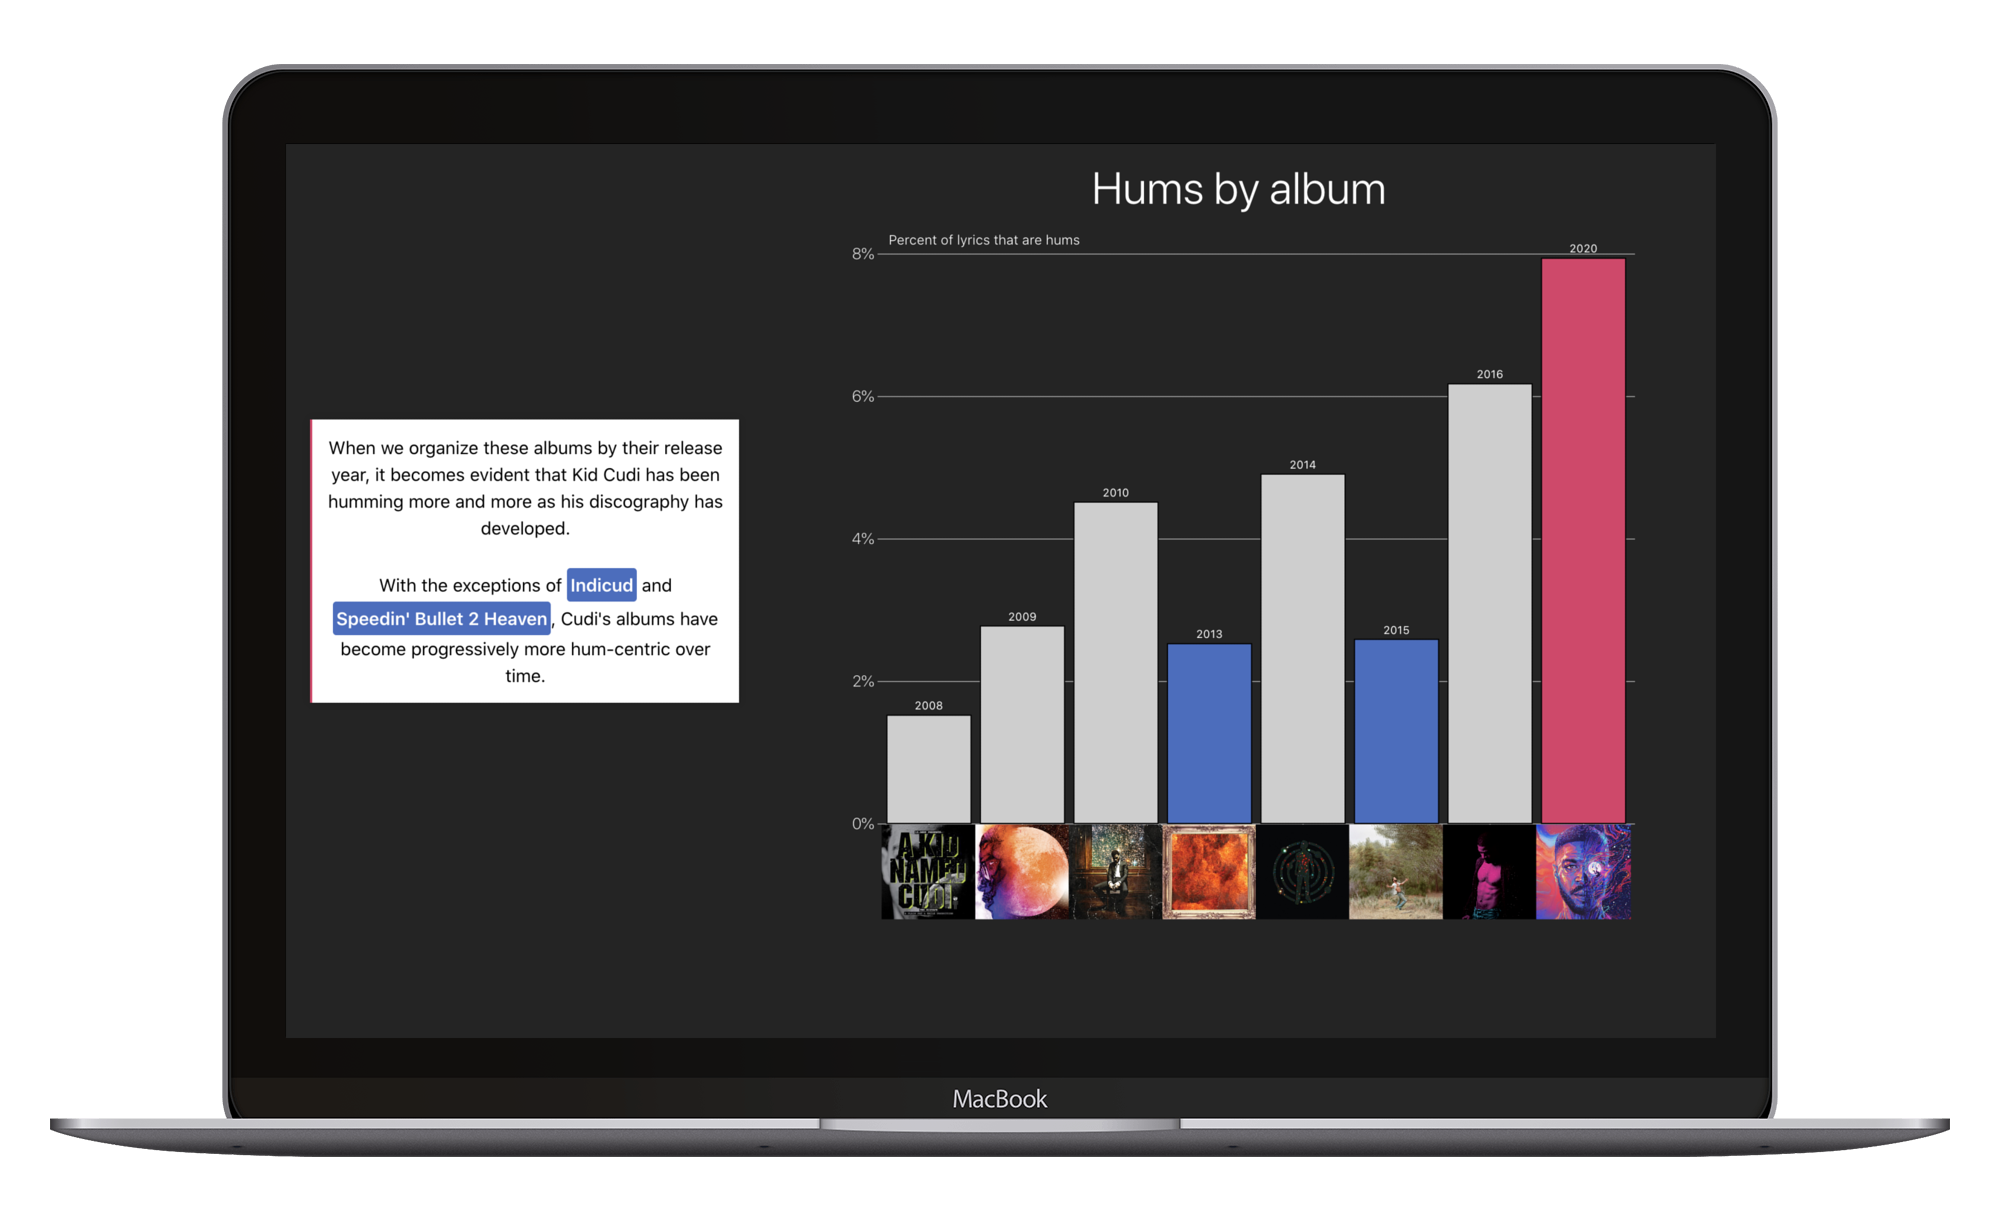 Hums by album
Percent of lyrics that are hums
8%
6%
4%
2%
0%
2008
2009
2010
2013
2014
2015
2016
2020
When we organize these albums by their release
year, it becomes evident that Kid Cudi has been
humming more and more as his discography has
developed.
With the exceptions of Indicud and
Speedin' Bullet 2 Heaven, Cudi's albums have
become progressively more hum-centric over
time.
A KID
NAMED
CUDI
MacBook